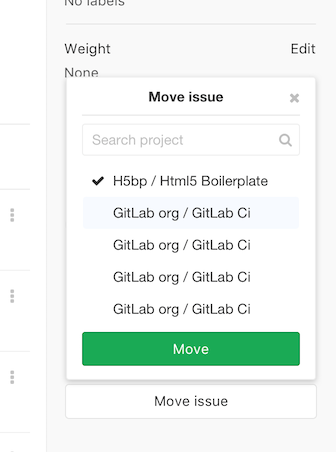 No labels
Weight Edit
None
Move issue
Search project
H5bp / Html5 Boilerplate
GitLab org / GitLab Ci
GitLab org / GitLab Ci
GitLab org / GitLab Ci
GitLab org / GitLab Ci
Move
Move issue